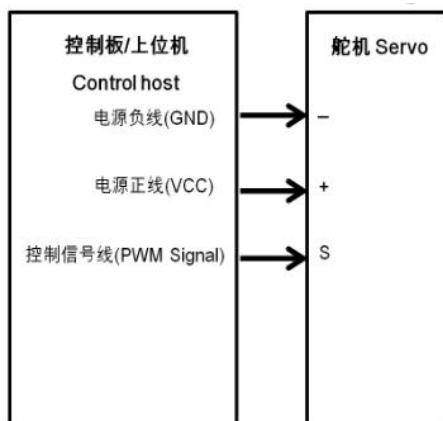 控制板/上位机
Control host
电源负线(GND)
电源正线(VCC)
控制信号线(PWM Signal)
舵机 Servo
–
+
S